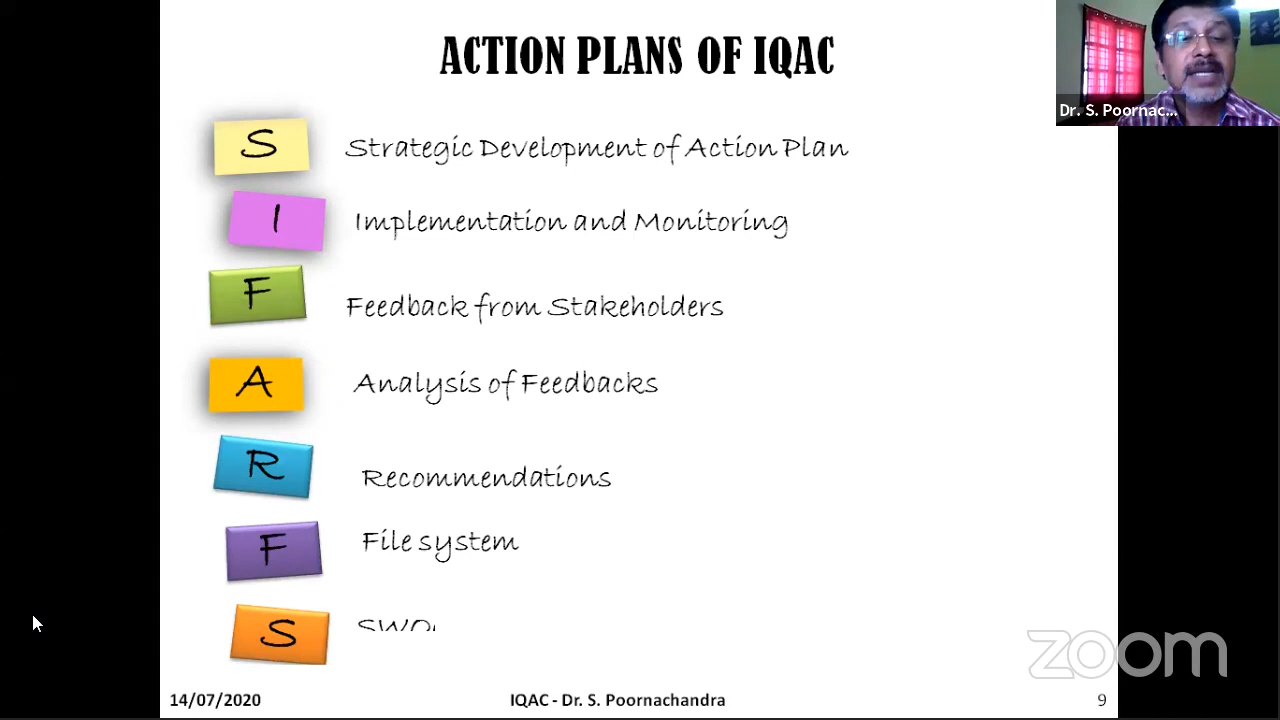 ACTION PLANS OF IQAC
Dr. S. Poornac...
S Strategic Development of Action Plan
I Implementation and Monitoring
F Feedback from Stakeholders
A Analysis of Feedbacks
R Recommendations
F File system
S
zoom
14/07/2020 IQAC - Dr. S. Poornachandra 9